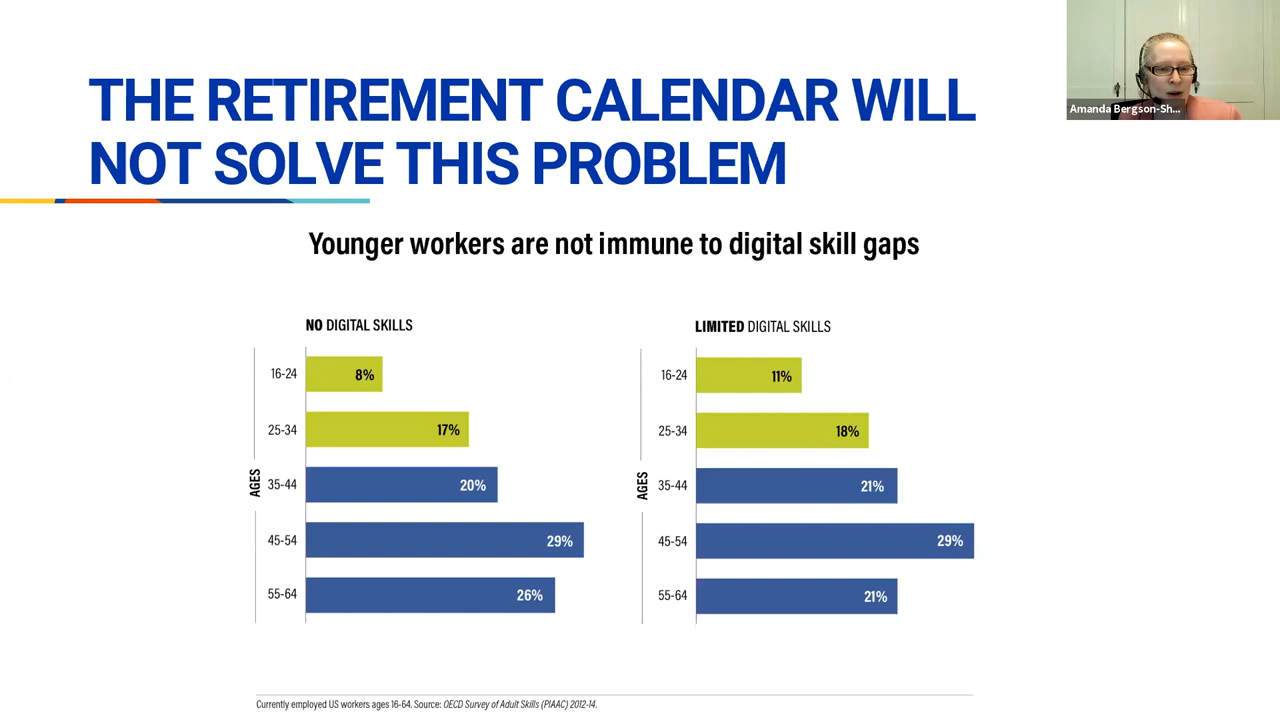 THE RETIREMENT CALENDAR WILL
NOT SOLVE THIS PROBLEM
Amanda Bergson-Sh...
Younger workers are not immune to digital skill gaps
NO DIGITAL SKILLS
AGES
16-24 8%
25-34 17%
35-44 20%
45-54 29%
55-64 26%
LIMITED DIGITAL SKILLS
AGES
16-24 11%
25-34 18%
35-44 21%
45-54 29%
55-64 21%
Currently employed US workers ages 16-64. Source: OECD Survey of Adult Skills (PIAAC) 2012-14.